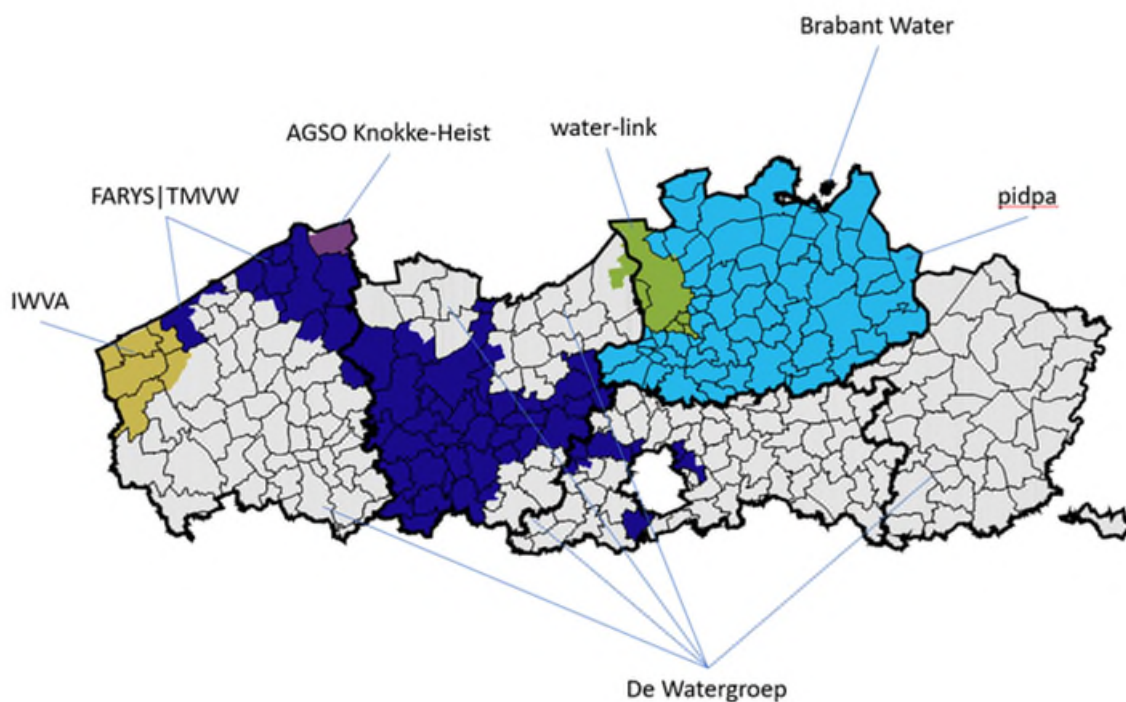 Brabant Water
AGSO Knokke-Heist
water-link
FARYS|TMVW
pidpa
IWVA
De Watergroep